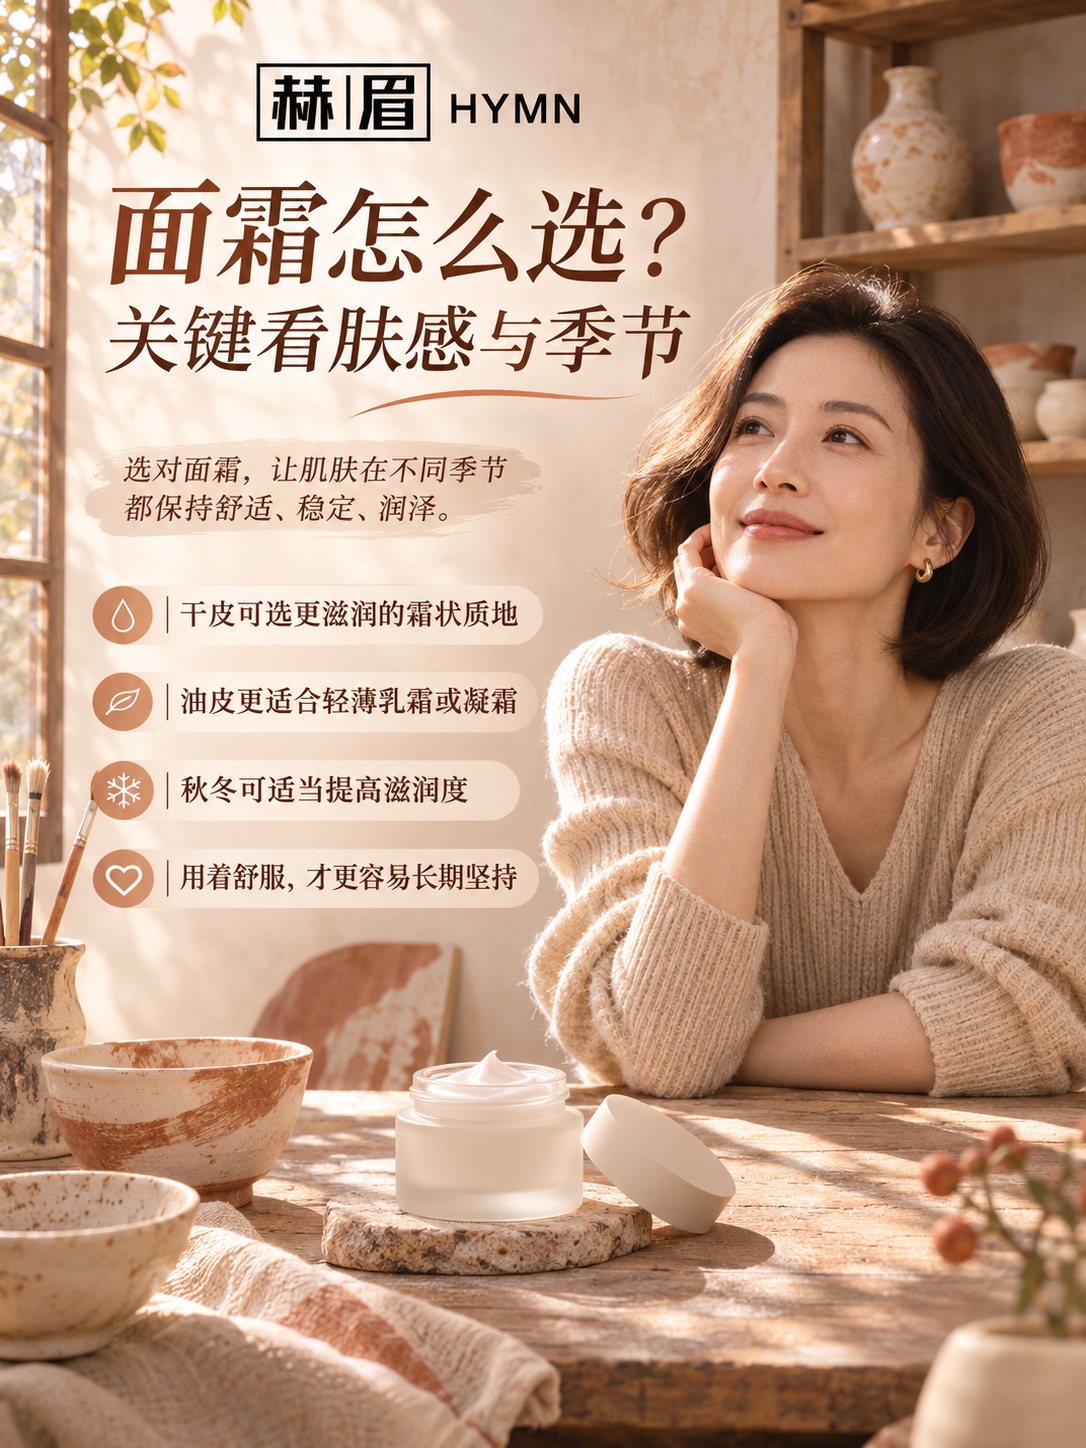 赫眉 HYMN
面霜怎么选？
关键看肤感与季节
选对面霜，让肌肤在不同季节
都保持舒适、稳定、润泽。
干皮可选更滋润的霜状质地
油皮更适合轻薄乳霜或凝霜
秋冬可适当提高滋润度
用着舒服，才更容易长期坚持